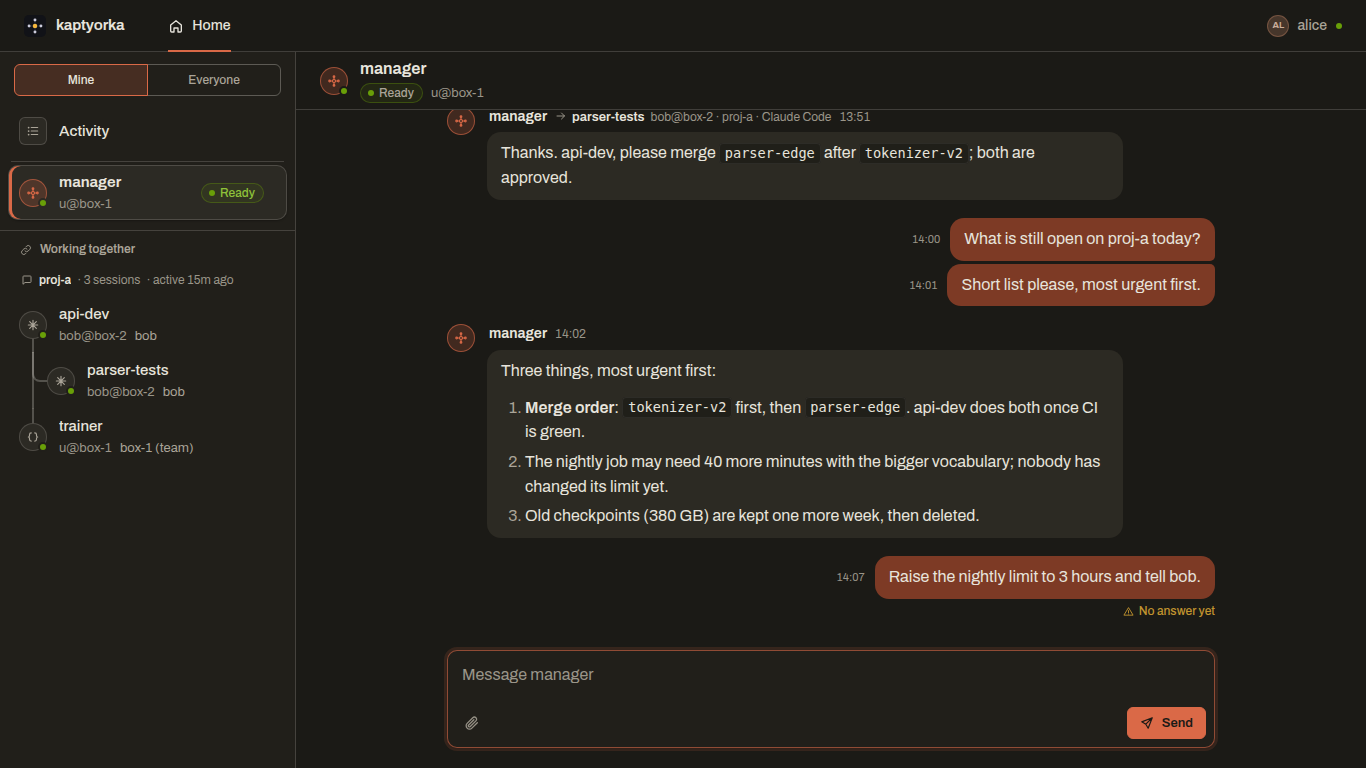 kaptyorka
Home
AL alice
Mine Everyone
Activity
manager
u@box-1
Ready
Working together
proj-a · 3 sessions · active 15m ago
api-dev
bob@box-2 bob
parser-tests
bob@box-2 bob
trainer
u@box-1 box-1 (team)
manager
Ready u@box-1
manager → parser-tests bob@box-2 · proj-a · Claude Code 13:51
Thanks. api-dev, please merge parser-edge after tokenizer-v2; both are
approved.
14:00 What is still open on proj-a today?
14:01 Short list please, most urgent first.
manager 14:02
Three things, most urgent first:
1. Merge order: tokenizer-v2 first, then parser-edge. api-dev does both once CI
is green.
2. The nightly job may need 40 more minutes with the bigger vocabulary; nobody has
changed its limit yet.
3. Old checkpoints (380 GB) are kept one more week, then deleted.
14:07 Raise the nightly limit to 3 hours and tell bob.
No answer yet
Message manager
Send